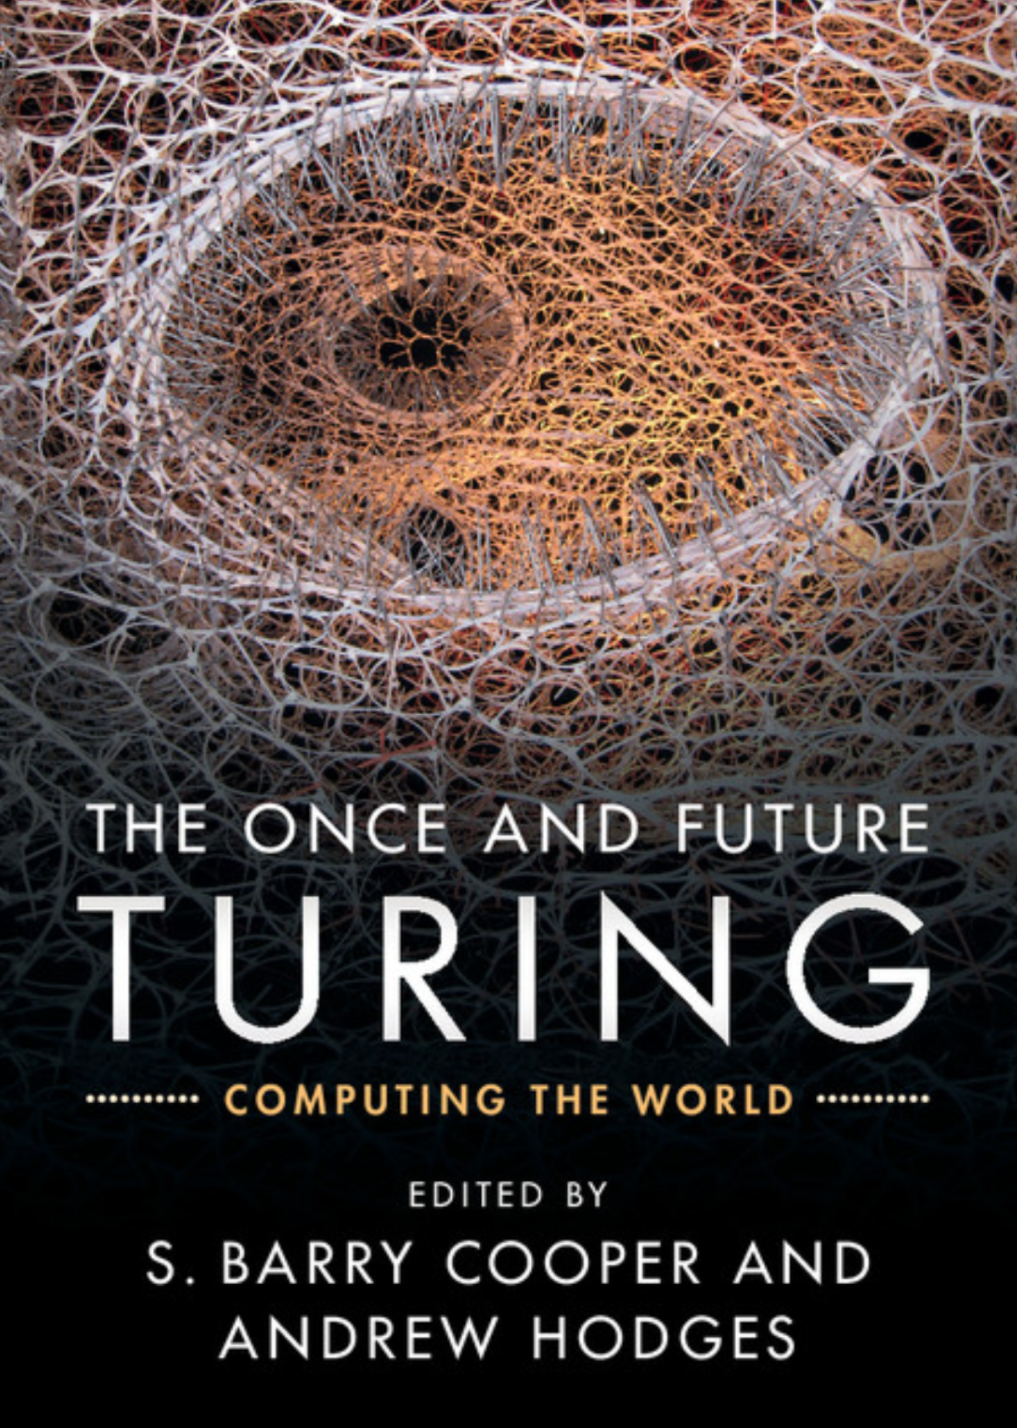 THE ONCE AND FUTURE
TURING
COMPUTING THE WORLD
EDITED BY
S. BARRY COOPER AND
ANDREW HODGES